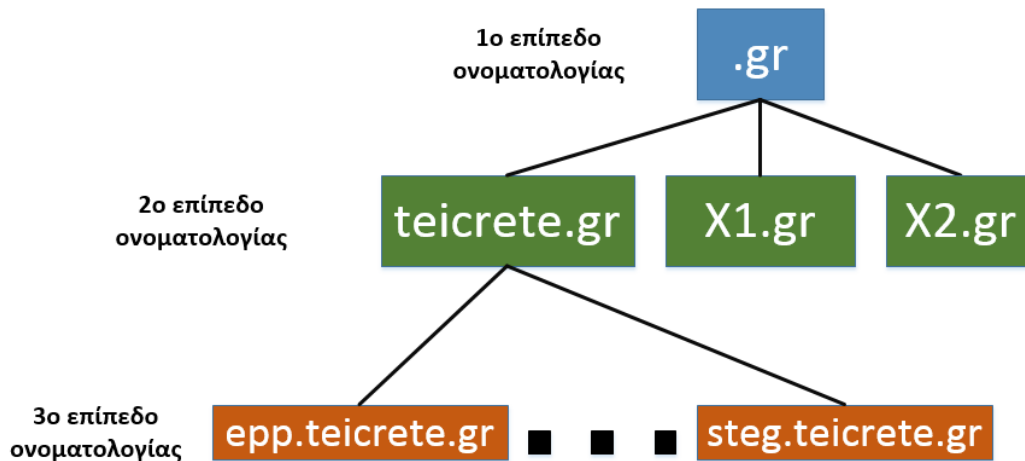 1ο επίπεδο
ονοματολογίας
.gr
2ο επίπεδο
ονοματολογίας
teicrete.gr
X1.gr
X2.gr
3ο επίπεδο
ονοματολογίας
epp.teicrete.gr
steg.teicrete.gr